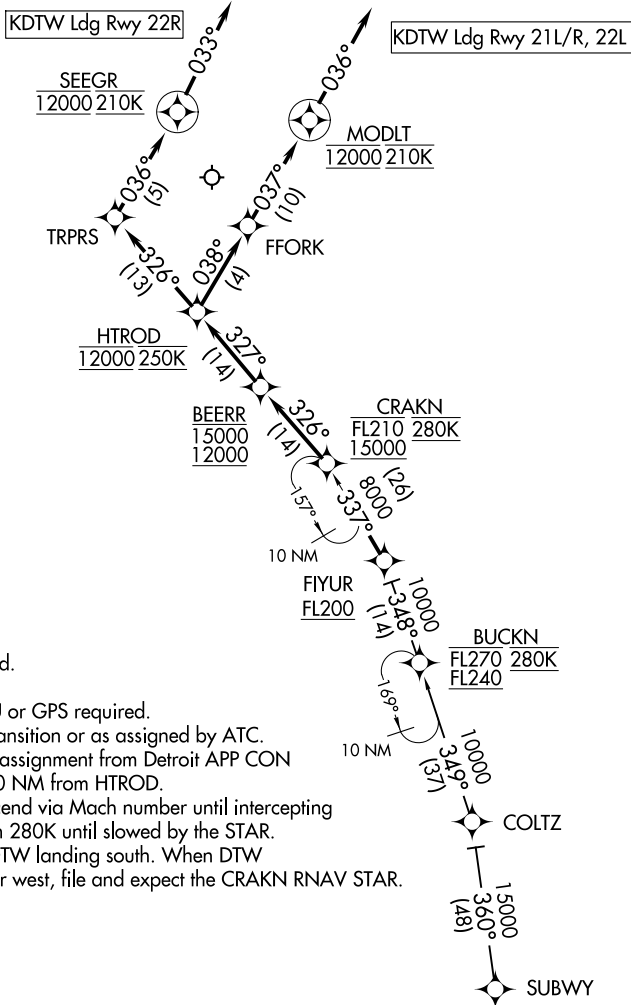 KDTW Ldg Rwy 22R
033°
036°
KDTW Ldg Rwy 21L/R, 22L
SEEGR
12000 210K
MODLT
12000 210K
036°
(5)
037°
(10)
TRPRS
FFORK
326°
(13)
038°
(4)
HTROD
12000 250K
327°
(14)
BEERR
15000
12000
326°
(14)
CRAKN
FL210 280K
15000
(26)
8000
337°
157°
10 NM
FIYUR
FL200
10000
348°
(14)
BUCKN
FL270 280K
FL240
169°
10 NM
10000
349°
(37)
COLTZ
15000
360°
(48)
SUBWY
d.
or GPS required.
ansition or as assigned by ATC.
assignment from Detroit APP CON
0 NM from HTROD.
end via Mach number until intercepting
280K until slowed by the STAR.
TW landing south. When DTW
r west, file and expect the CRAKN RNAV STAR.